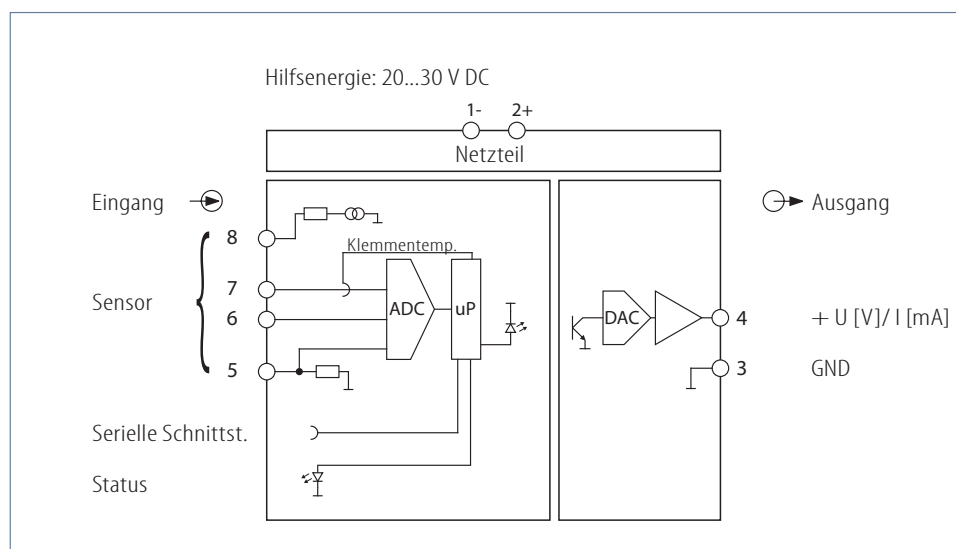 Hilfsenergie: 20...30 V DC
1- 2+
Netzteil
Eingang
Ausgang
8
Klemmentemp.
7
Sensor
ADC
uP
6
DAC
4
+ U [V]/ I [mA]
5
3
GND
Serielle Schnittst.
Status